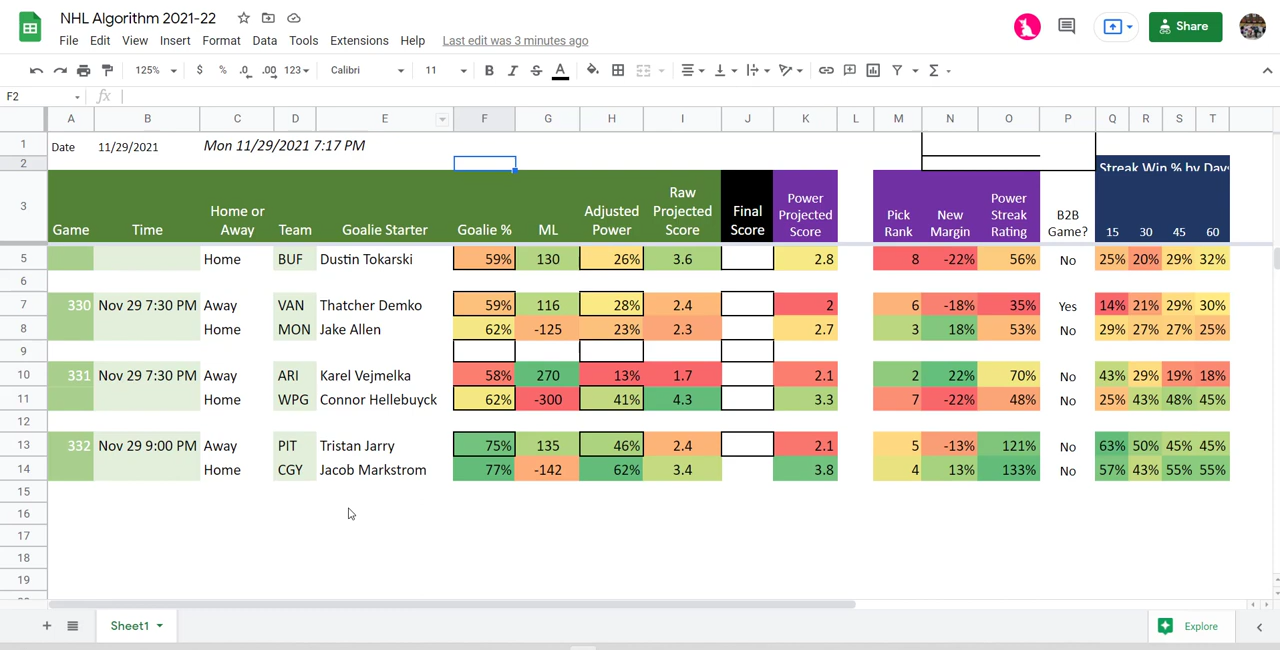 NHL Algorithm 2021-22
File Edit View Insert Format Data Tools Extensions Help Last edit was 3 minutes ago
Share
125% $ % .0 .00 123 Calibri 11 B I S A
F2 fx
A B C D E F G H I J K L M N O P Q R S T
1 Date 11/29/2021 Mon 11/29/2021 7:17 PM
2 Streak Win % by Days
3 Game Time Home or Away Team Goalie Starter Goalie % ML Adjusted Power Raw Projected Score Final Score Power Projected Score Pick Rank New Margin Power Streak Rating B2B Game? 15 30 45 60
5 Home BUF Dustin Tokarski 59% 130 26% 3.6 2.8 8 -22% 56% No 25% 20% 29% 32%
6
7 330 Nov 29 7:30 PM Away VAN Thatcher Demko 59% 116 28% 2.4 2 6 -18% 35% Yes 14% 21% 29% 30%
8 Home MON Jake Allen 62% -125 23% 2.3 2.7 3 18% 53% No 29% 27% 27% 25%
9
10 331 Nov 29 7:30 PM Away ARI Karel Vejmelka 58% 270 13% 1.7 2.1 2 22% 70% No 43% 29% 19% 18%
11 Home WPG Connor Hellebuyck 62% -300 41% 4.3 3.3 7 -22% 48% No 25% 43% 48% 45%
12
13 332 Nov 29 9:00 PM Away PIT Tristan Jarry 75% 135 46% 2.4 2.1 5 -13% 121% No 63% 50% 45% 45%
14 Home CGY Jacob Markstrom 77% -142 62% 3.4 3.8 4 13% 133% No 57% 43% 55% 55%
15
16
17
18
19
Sheet1 Explore